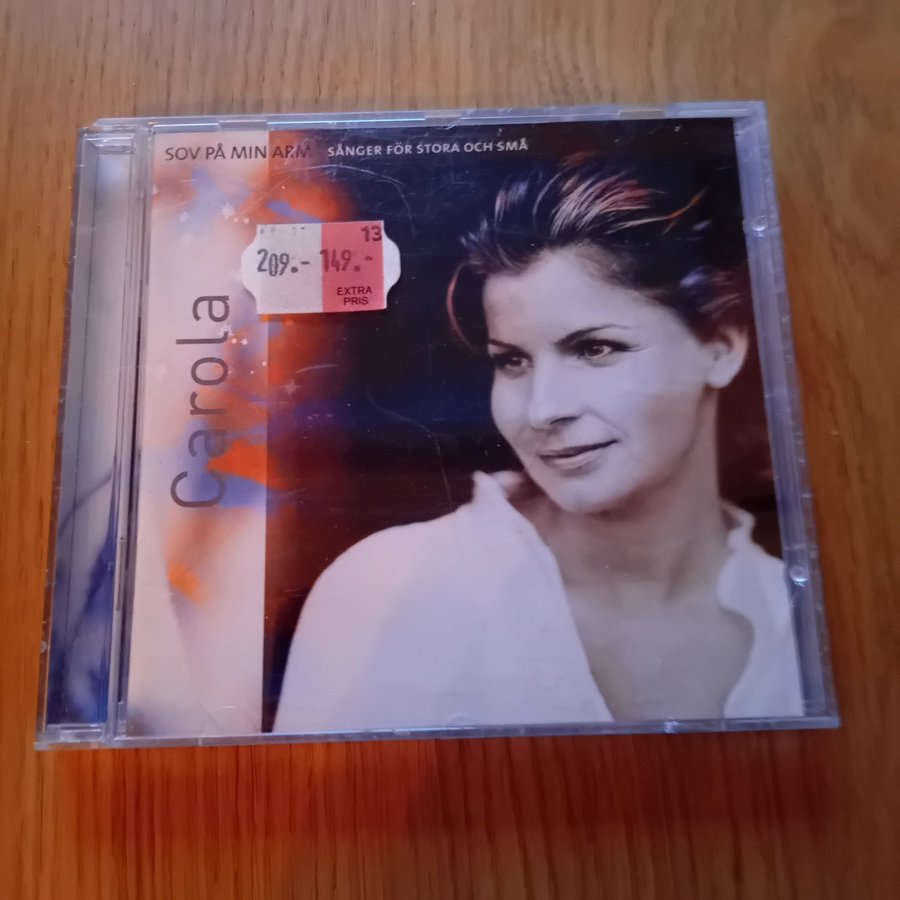 SOV PÅ MIN ARM SÅNGER FÖR STORA OCH SMÅ
13
209.- 149.-
EXTRA
PRIS
Carola